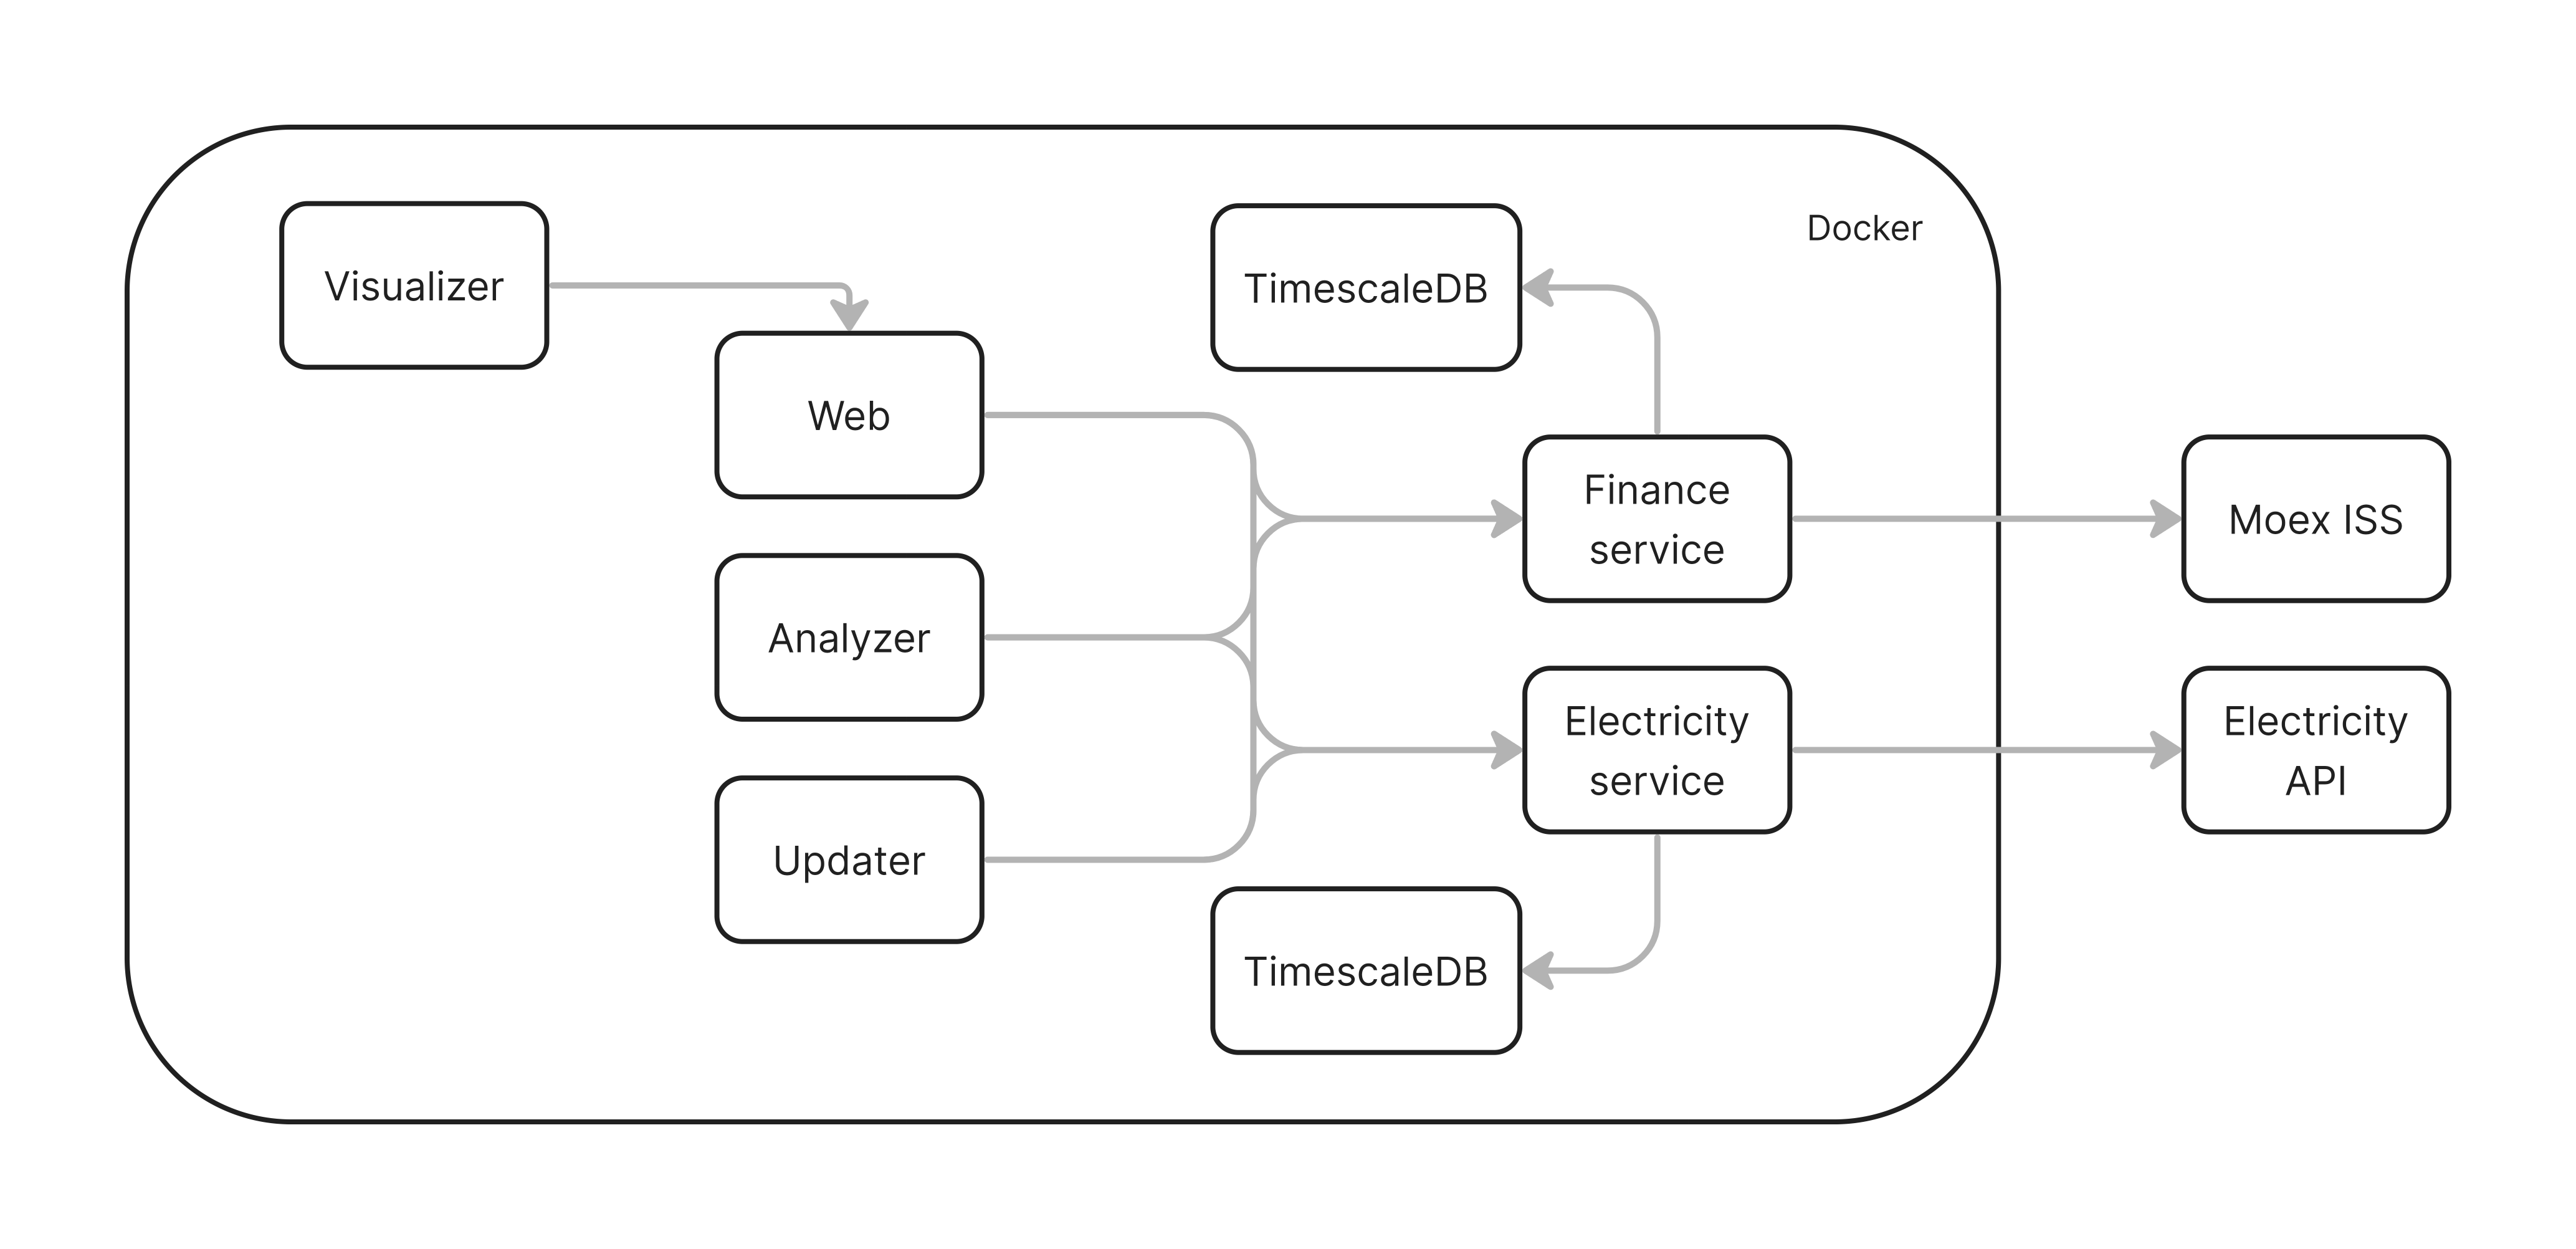 Docker
Visualizer
TimescaleDB
Web
Finance
service
Moex ISS
Analyzer
Electricity
service
Electricity
API
Updater
TimescaleDB